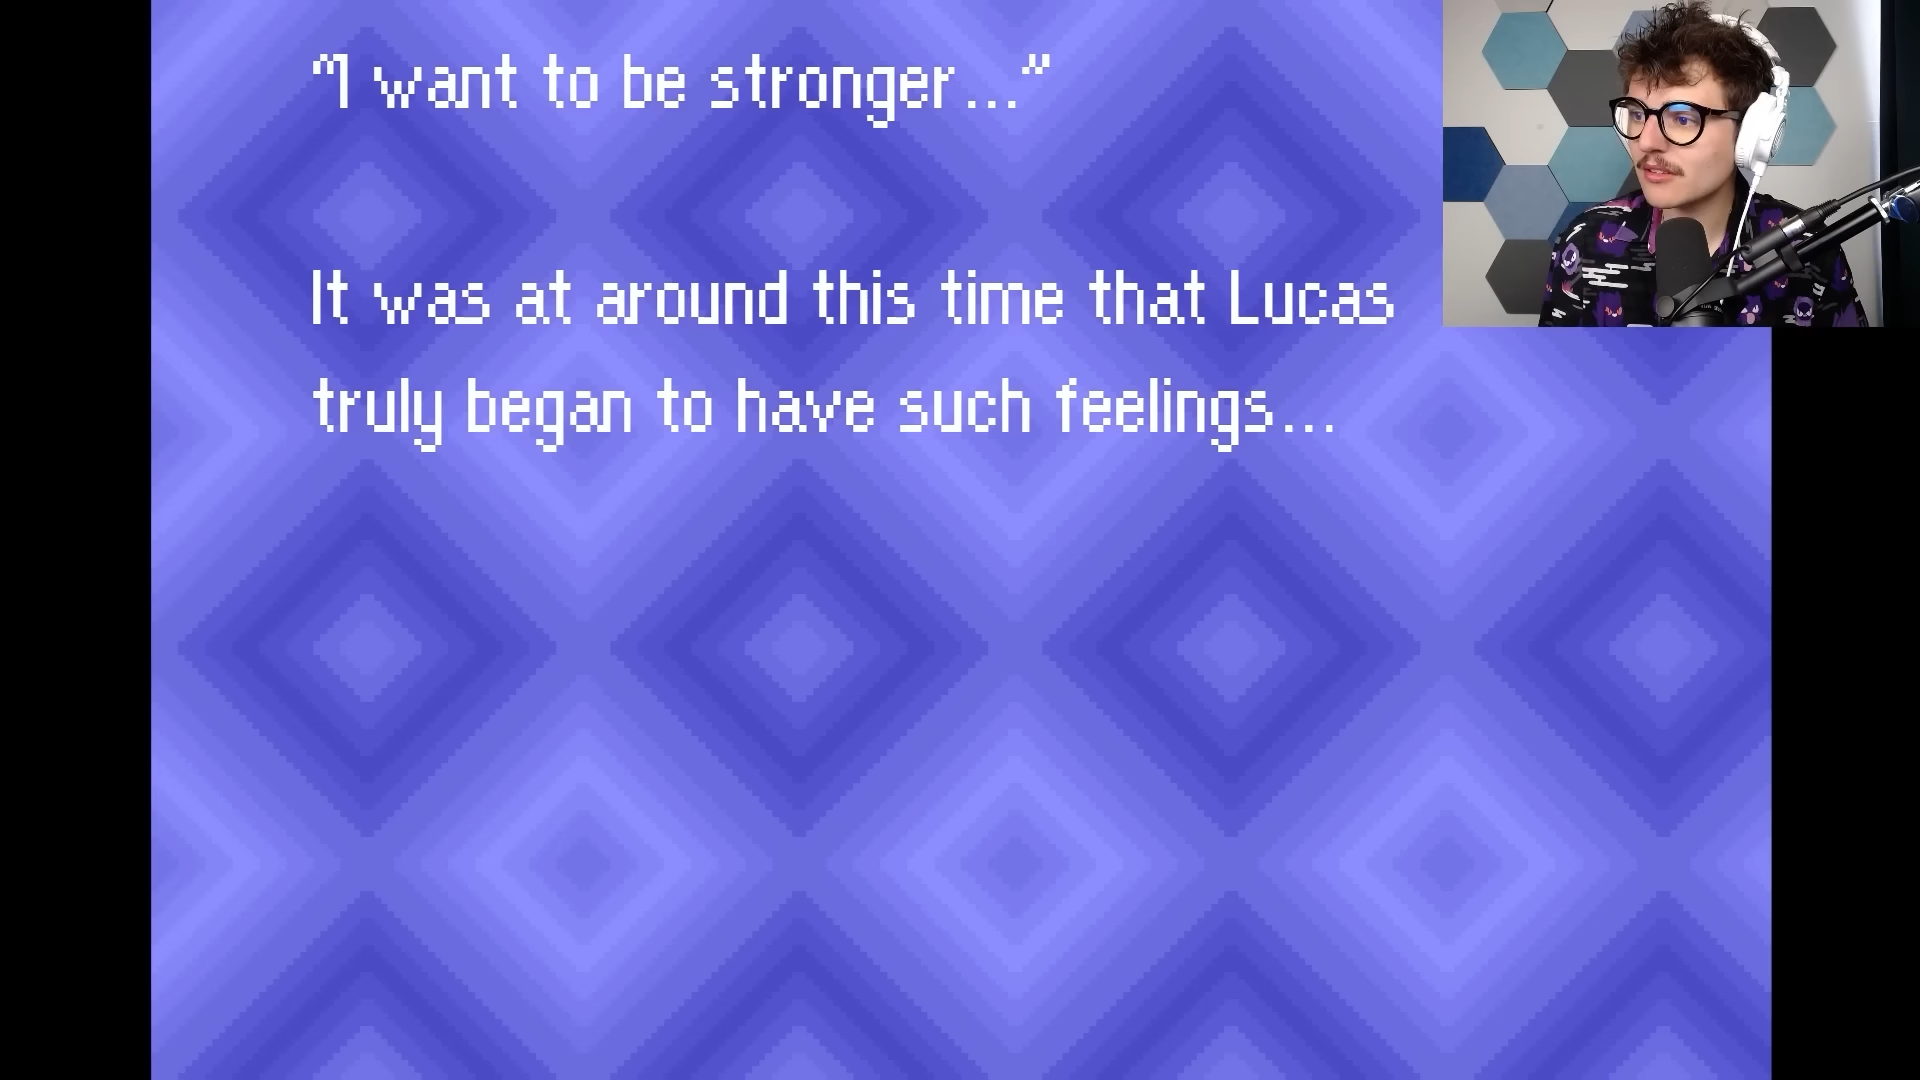 "I want to be stronger..."
It was at around this time that Lucas
truly began to have such feelings...